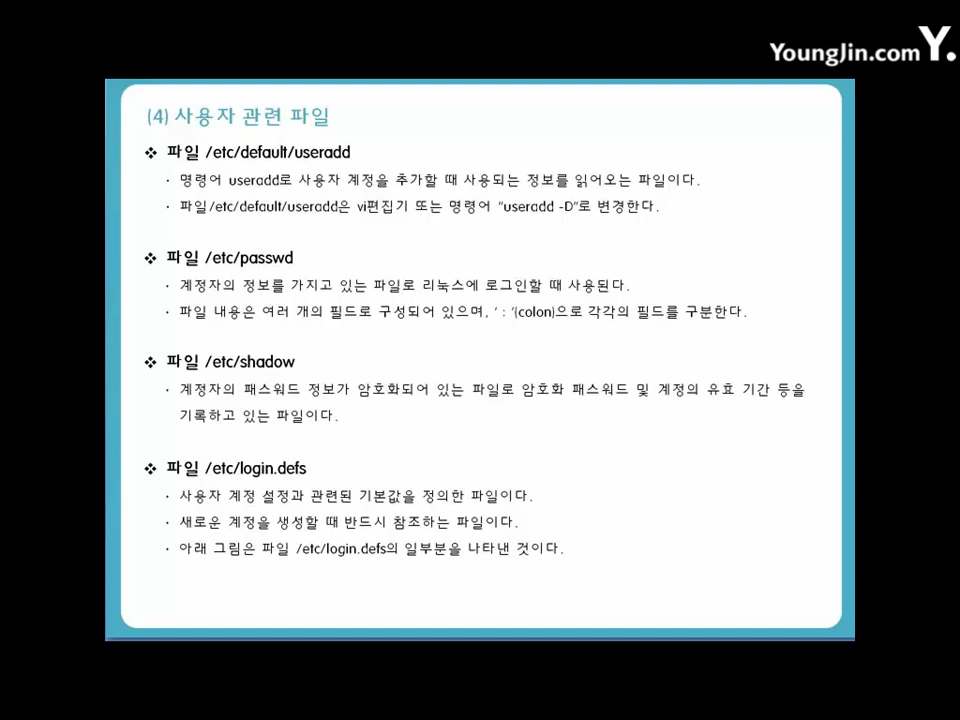 YoungJin.com Y.
(4) 사용자 관련 파일
❖ 파일 /etc/default/useradd
· 명령어 useradd로 사용자 계정을 추가할 때 사용되는 정보를 읽어오는 파일이다.
· 파일/etc/default/useradd은 vi편집기 또는 명령어 “useradd -D”로 변경한다.
❖ 파일 /etc/passwd
· 계정자의 정보를 가지고 있는 파일로 리눅스에 로그인할 때 사용된다.
· 파일 내용은 여러 개의 필드로 구성되어 있으며, ‘ : ‘(colon)으로 각각의 필드를 구분한다.
❖ 파일 /etc/shadow
· 계정자의 패스워드 정보가 암호화되어 있는 파일로 암호화 패스워드 및 계정의 유효 기간 등을
기록하고 있는 파일이다.
❖ 파일 /etc/login.defs
· 사용자 계정 설정과 관련된 기본값을 정의한 파일이다.
· 새로운 계정을 생성할 때 반드시 참조하는 파일이다.
· 아래 그림은 파일 /etc/login.defs의 일부분을 나타낸 것이다.